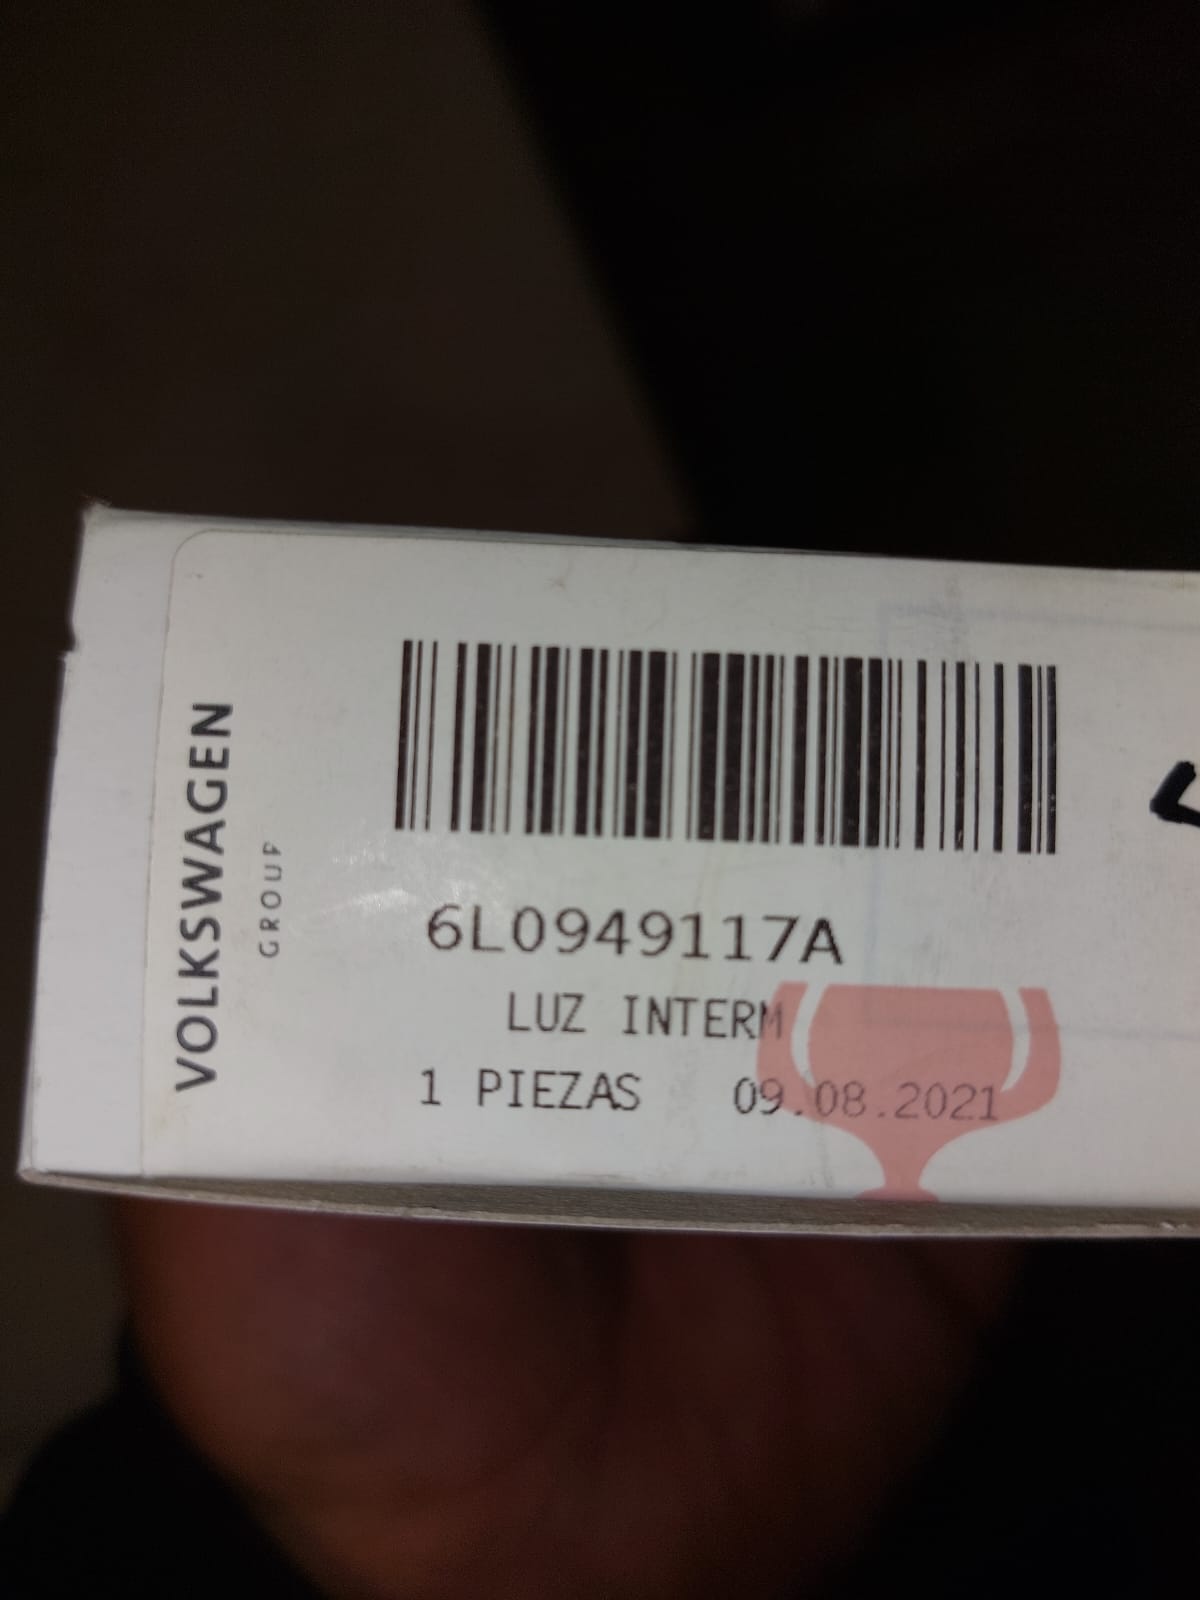 VOLKSWAGEN
GROUP
6L0949117A
LUZ INTERM
1 PIEZAS 09.08.2021